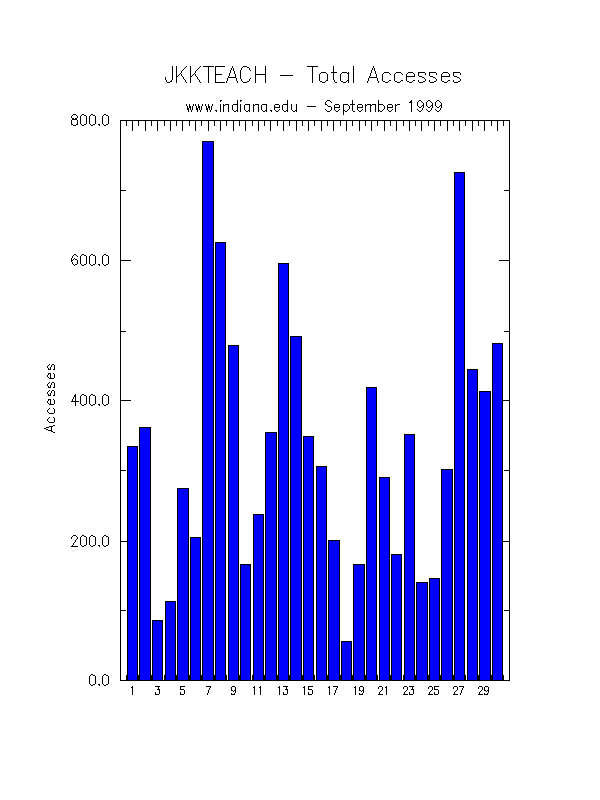 JKKTEACH – Total Accesses
www.indiana.edu – September 1999
800.0
600.0
400.0
200.0
0.0
Accesses
1 3 5 7 9 11 13 15 17 19 21 23 25 27 29